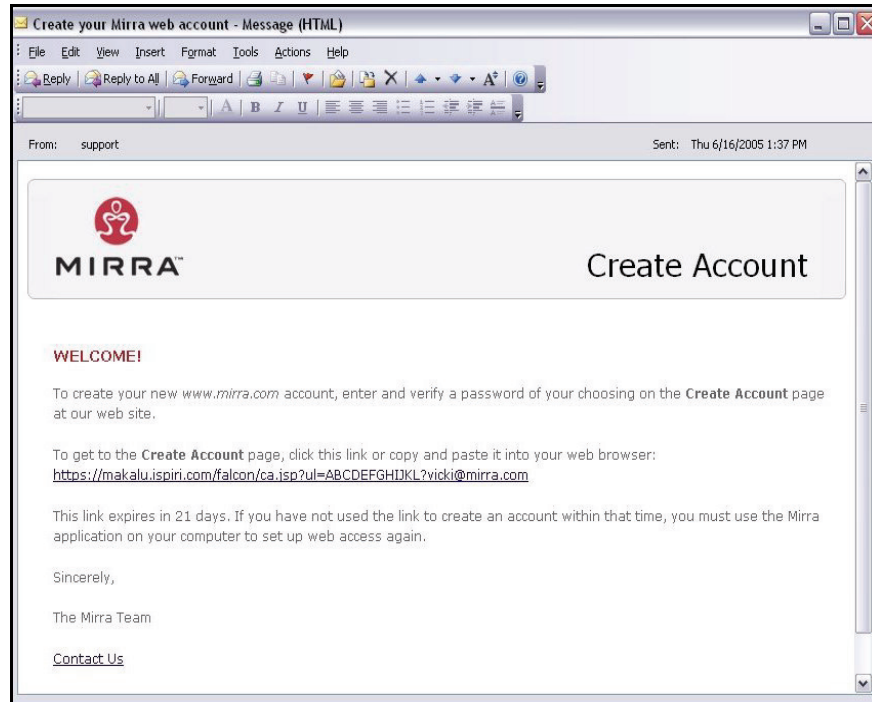 Create your Mirra web account - Message (HTML)
File Edit View Insert Format Tools Actions Help
Reply Reply to All Forward
A B I U
From: support Sent: Thu 6/16/2005 1:37 PM
MIRRA™
Create Account
WELCOME!
To create your new www.mirra.com account, enter and verify a password of your choosing on the Create Account page
at our web site.
To get to the Create Account page, click this link or copy and paste it into your web browser:
https://makalu.ispiri.com/falcon/ca.jsp?ul=ABCDEFGHIJKL?vicki@mirra.com
This link expires in 21 days. If you have not used the link to create an account within that time, you must use the Mirra
application on your computer to set up web access again.
Sincerely,
The Mirra Team
Contact Us